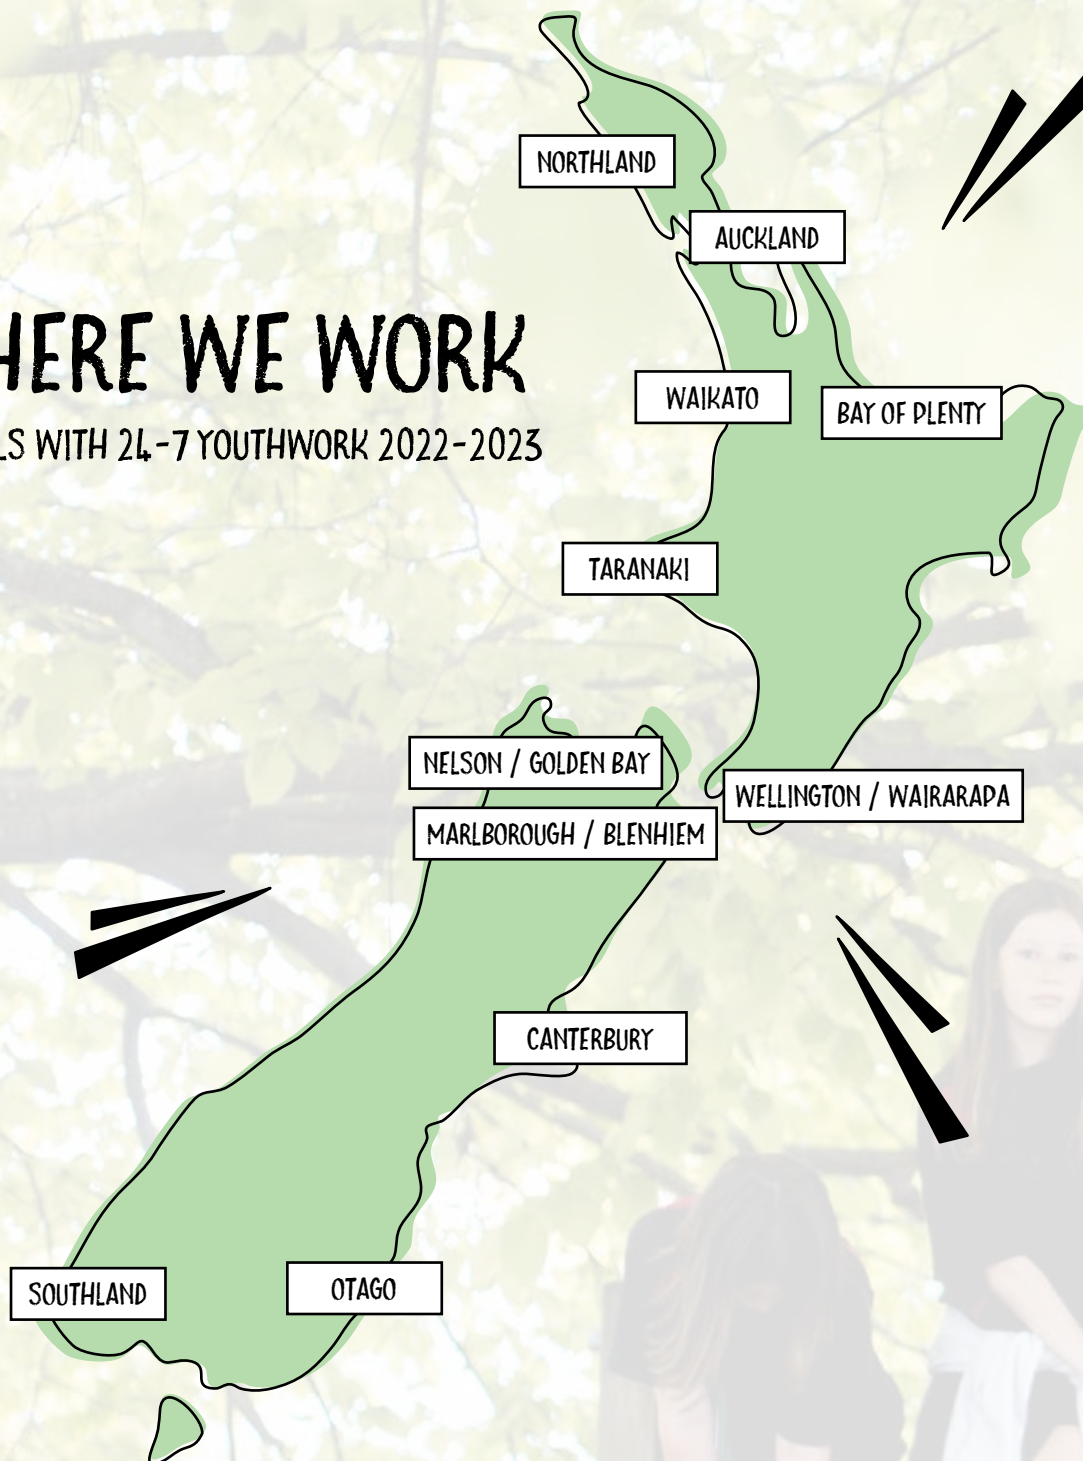 NORTHLAND
AUCKLAND
HERE WE WORK
WAIKATO
BAY OF PLENTY
LS WITH 24-7 YOUTHWORK 2022-2023
TARANAKI
NELSON / GOLDEN BAY
WELLINGTON / WAIRARAPA
MARLBOROUGH / BLENHIEM
CANTERBURY
SOUTHLAND
OTAGO